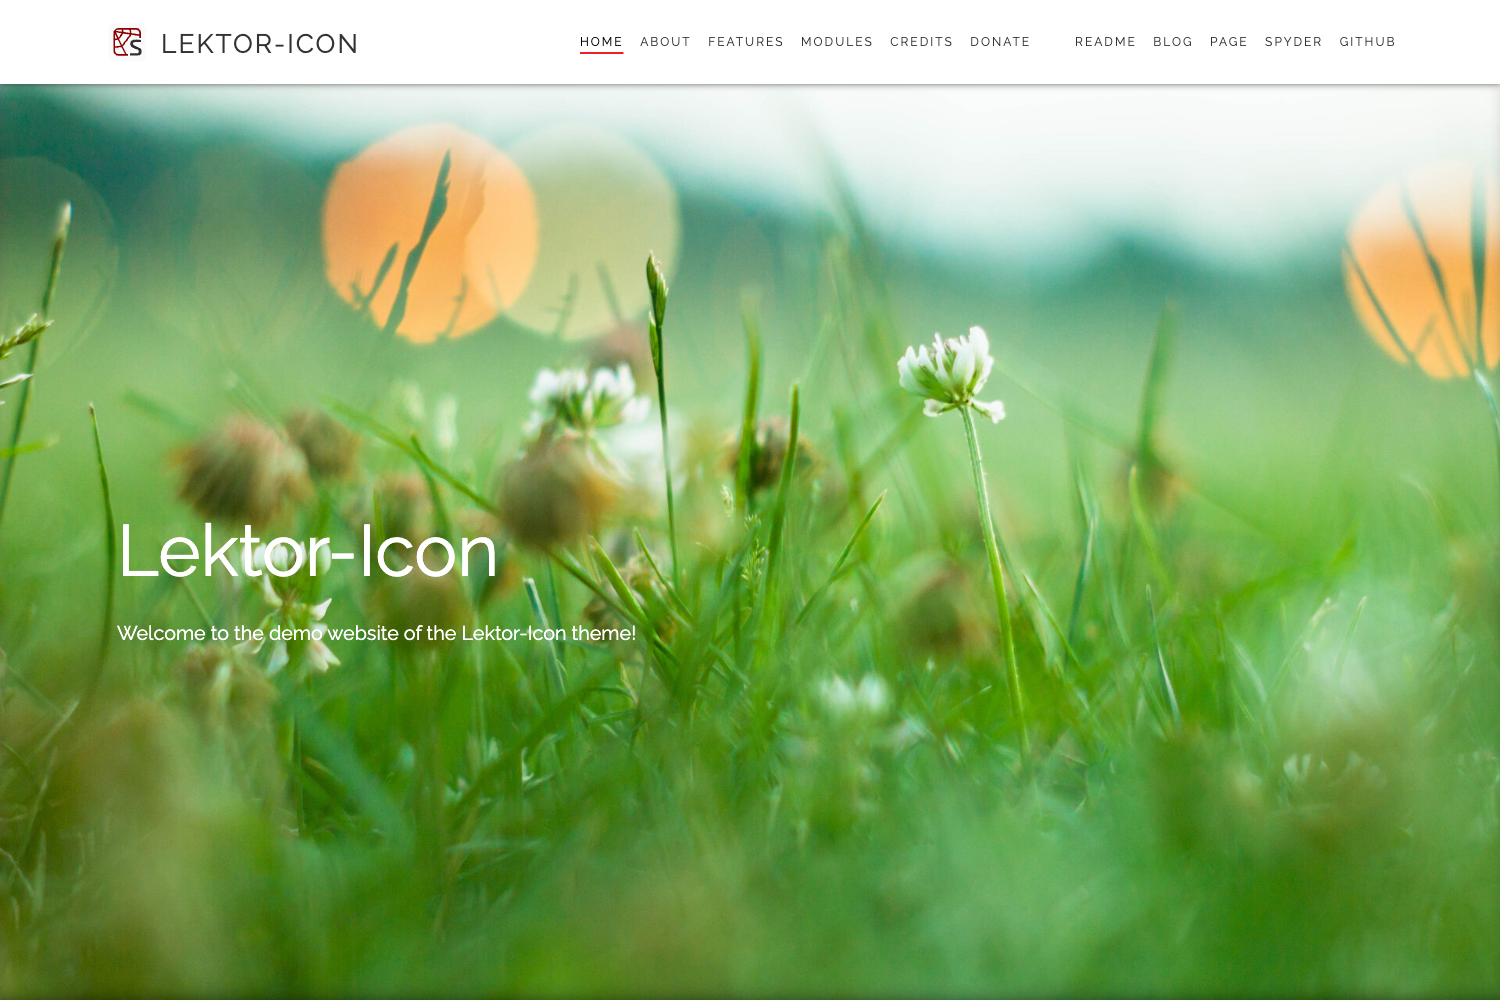 LEKTOR-ICON
HOME ABOUT FEATURES MODULES CREDITS DONATE README BLOG PAGE SPYDER GITHUB
Lektor-Icon
Welcome to the demo website of the Lektor-Icon theme!